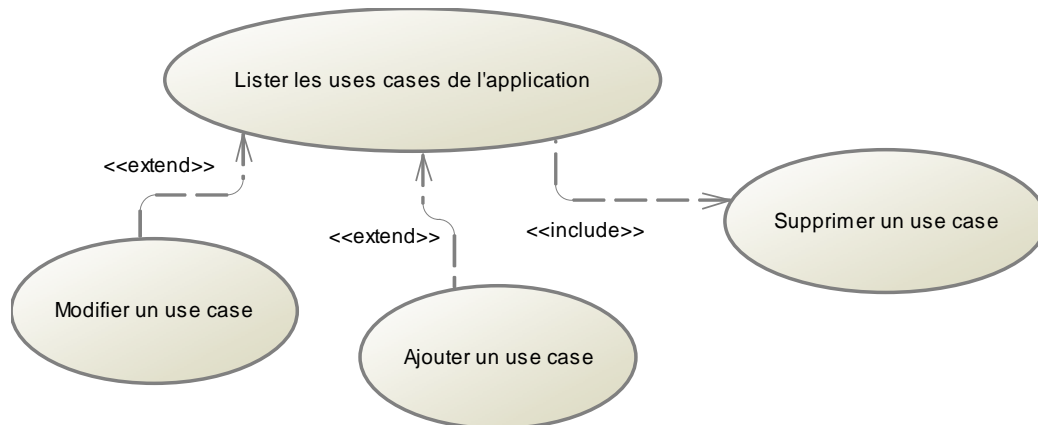 Lister les uses cases de l'application
<<extend>>
<<extend>>
<<include>>
Supprimer un use case
Modifier un use case
Ajouter un use case